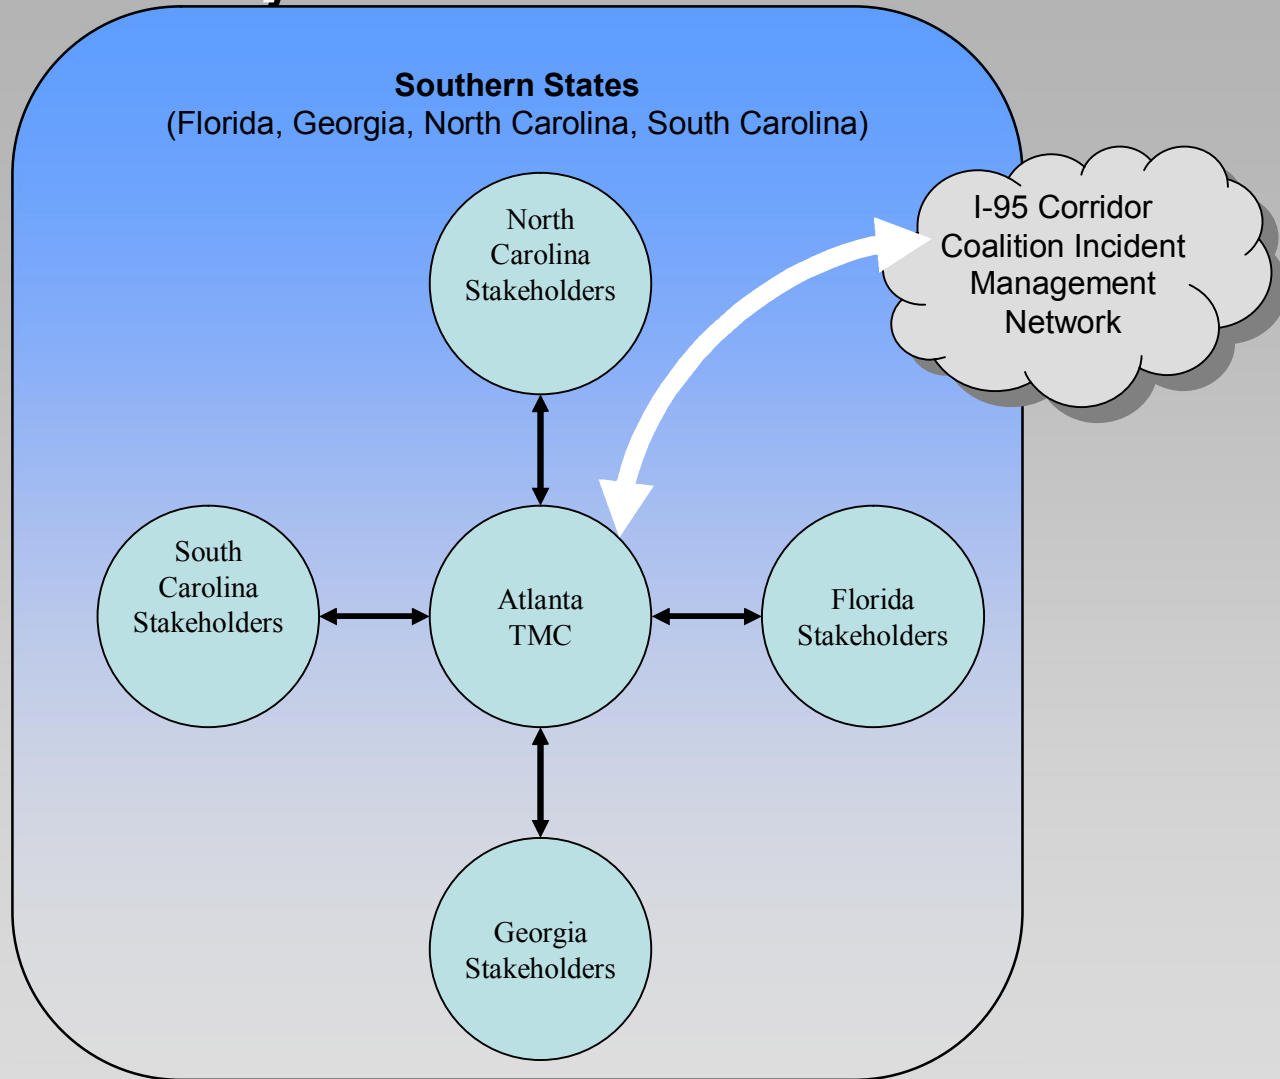 Southern States
(Florida, Georgia, North Carolina, South Carolina)
North
Carolina
Stakeholders
I-95 Corridor
Coalition Incident
Management
Network
South
Carolina
Stakeholders
Atlanta
TMC
Florida
Stakeholders
Georgia
Stakeholders